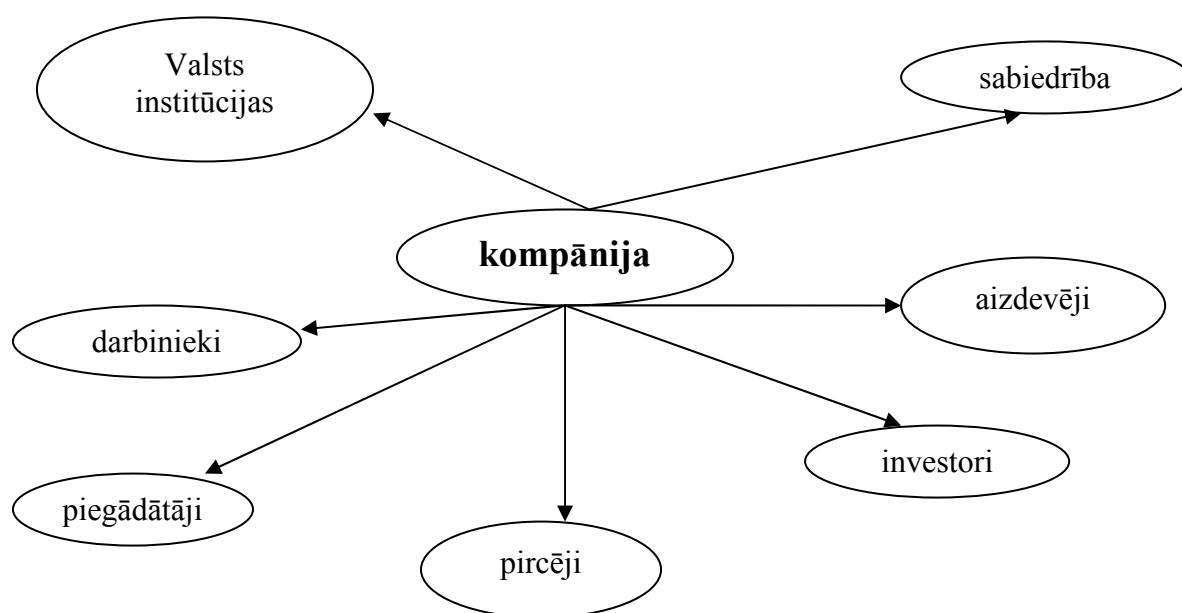 Valsts
institūcijas
sabiedrība
kompānija
aizdevēji
darbinieki
investori
piegādātāji
pircēji